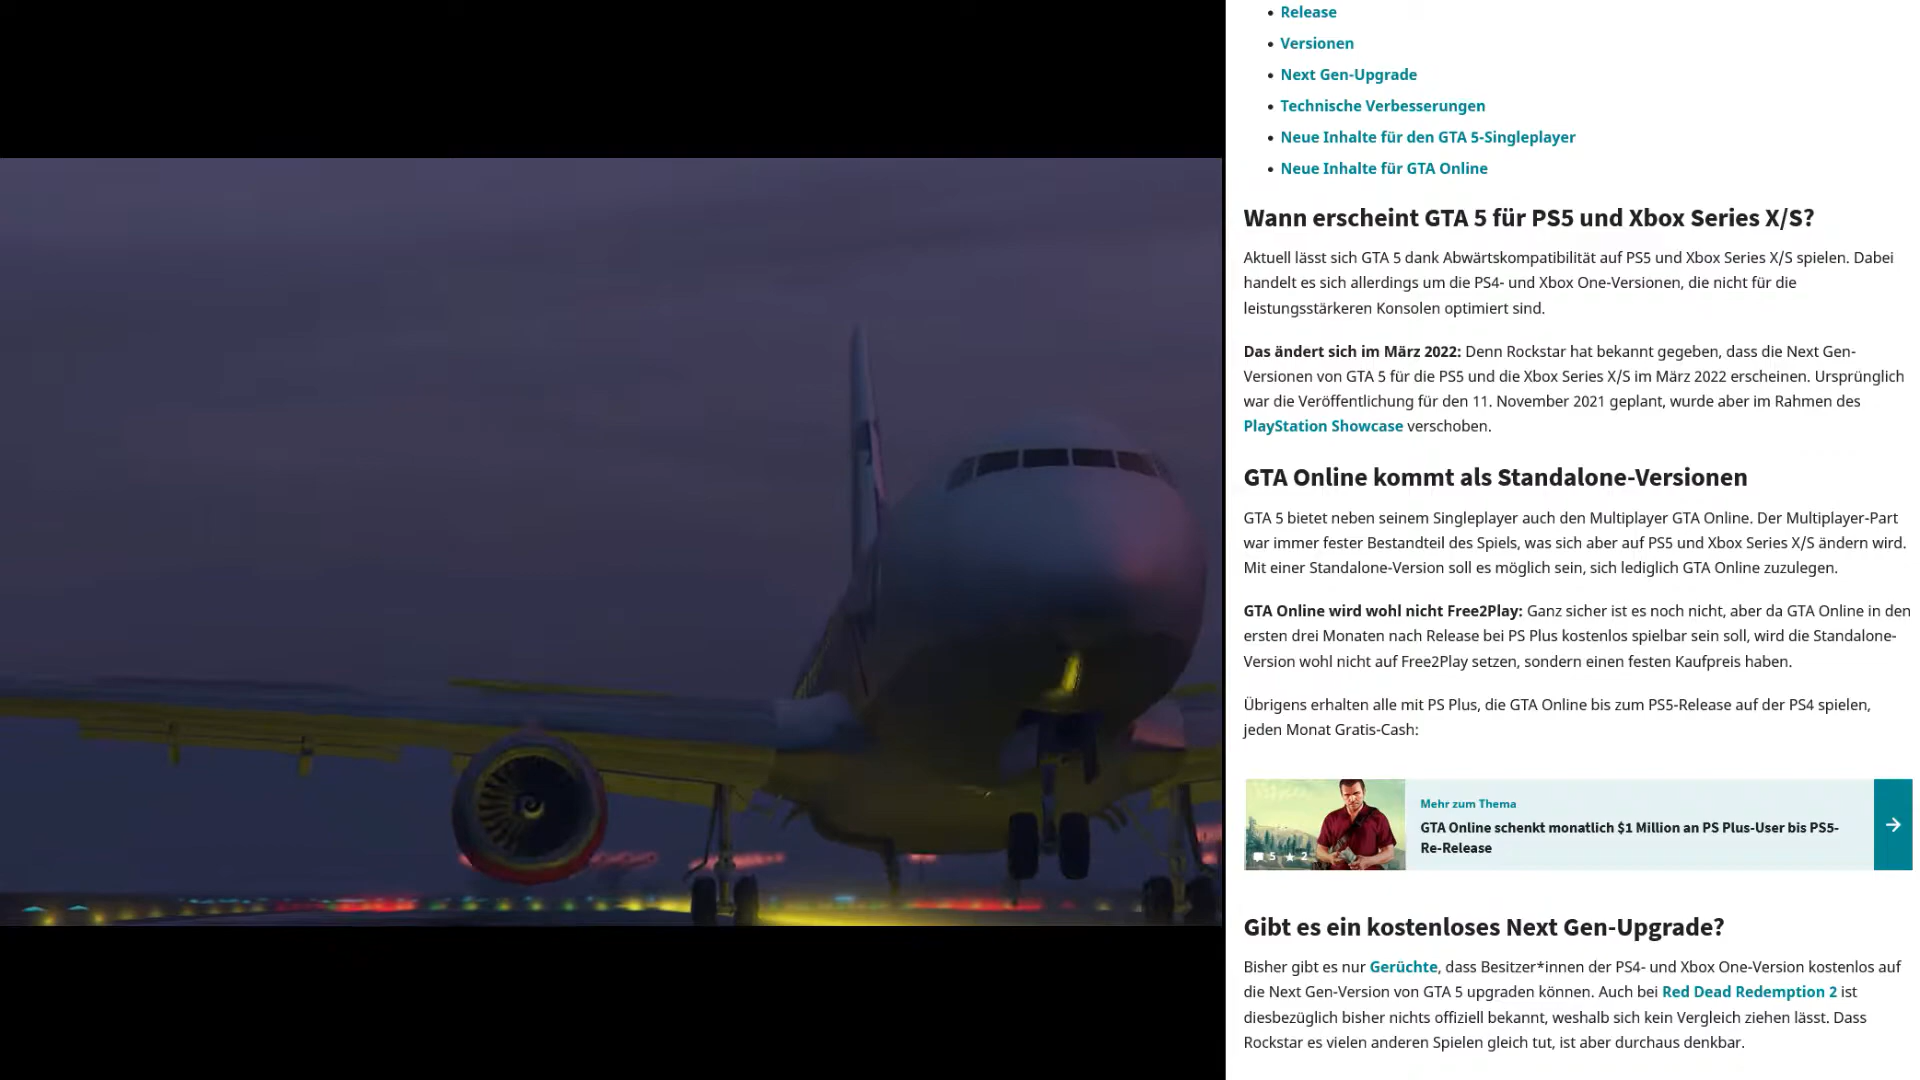 Release
Versionen
Next Gen-Upgrade
Technische Verbesserungen
Neue Inhalte für den GTA 5-Singleplayer
Neue Inhalte für GTA Online
Wann erscheint GTA 5 für PS5 und Xbox Series X/S?
Aktuell lässt sich GTA 5 dank Abwärtskompatibilität auf PS5 und Xbox Series X/S spielen. Dabei
handelt es sich allerdings um die PS4- und Xbox One-Versionen, die nicht für die
leistungsstärkeren Konsolen optimiert sind.
Das ändert sich im März 2022: Denn Rockstar hat bekannt gegeben, dass die Next Gen-
Versionen von GTA 5 für die PS5 und die Xbox Series X/S im März 2022 erscheinen. Ursprünglich
war die Veröffentlichung für den 11. November 2021 geplant, wurde aber im Rahmen des
PlayStation Showcase verschoben.
GTA Online kommt als Standalone-Versionen
GTA 5 bietet neben seinem Singleplayer auch den Multiplayer GTA Online. Der Multiplayer-Part
war immer fester Bestandteil des Spiels, was sich aber auf PS5 und Xbox Series X/S ändern wird.
Mit einer Standalone-Version soll es möglich sein, sich lediglich GTA Online zuzulegen.
GTA Online wird wohl nicht Free2Play: Ganz sicher ist es noch nicht, aber da GTA Online in den
ersten drei Monaten nach Release bei PS Plus kostenlos spielbar sein soll, wird die Standalone-
Version wohl nicht auf Free2Play setzen, sondern einen festen Kaufpreis haben.
Übrigens erhalten alle mit PS Plus, die GTA Online bis zum PS5-Release auf der PS4 spielen,
jeden Monat Gratis-Cash:
Mehr zum Thema
GTA Online schenkt monatlich $1 Million an PS Plus-User bis PS5-
Re-Release
5 2
Gibt es ein kostenloses Next Gen-Upgrade?
Bisher gibt es nur Gerüchte, dass Besitzer*innen der PS4- und Xbox One-Version kostenlos auf
die Next Gen-Version von GTA 5 upgraden können. Auch bei Red Dead Redemption 2 ist
diesbezüglich bisher nichts offiziell bekannt, weshalb sich kein Vergleich ziehen lässt. Dass
Rockstar es vielen anderen Spielen gleich tut, ist aber durchaus denkbar.